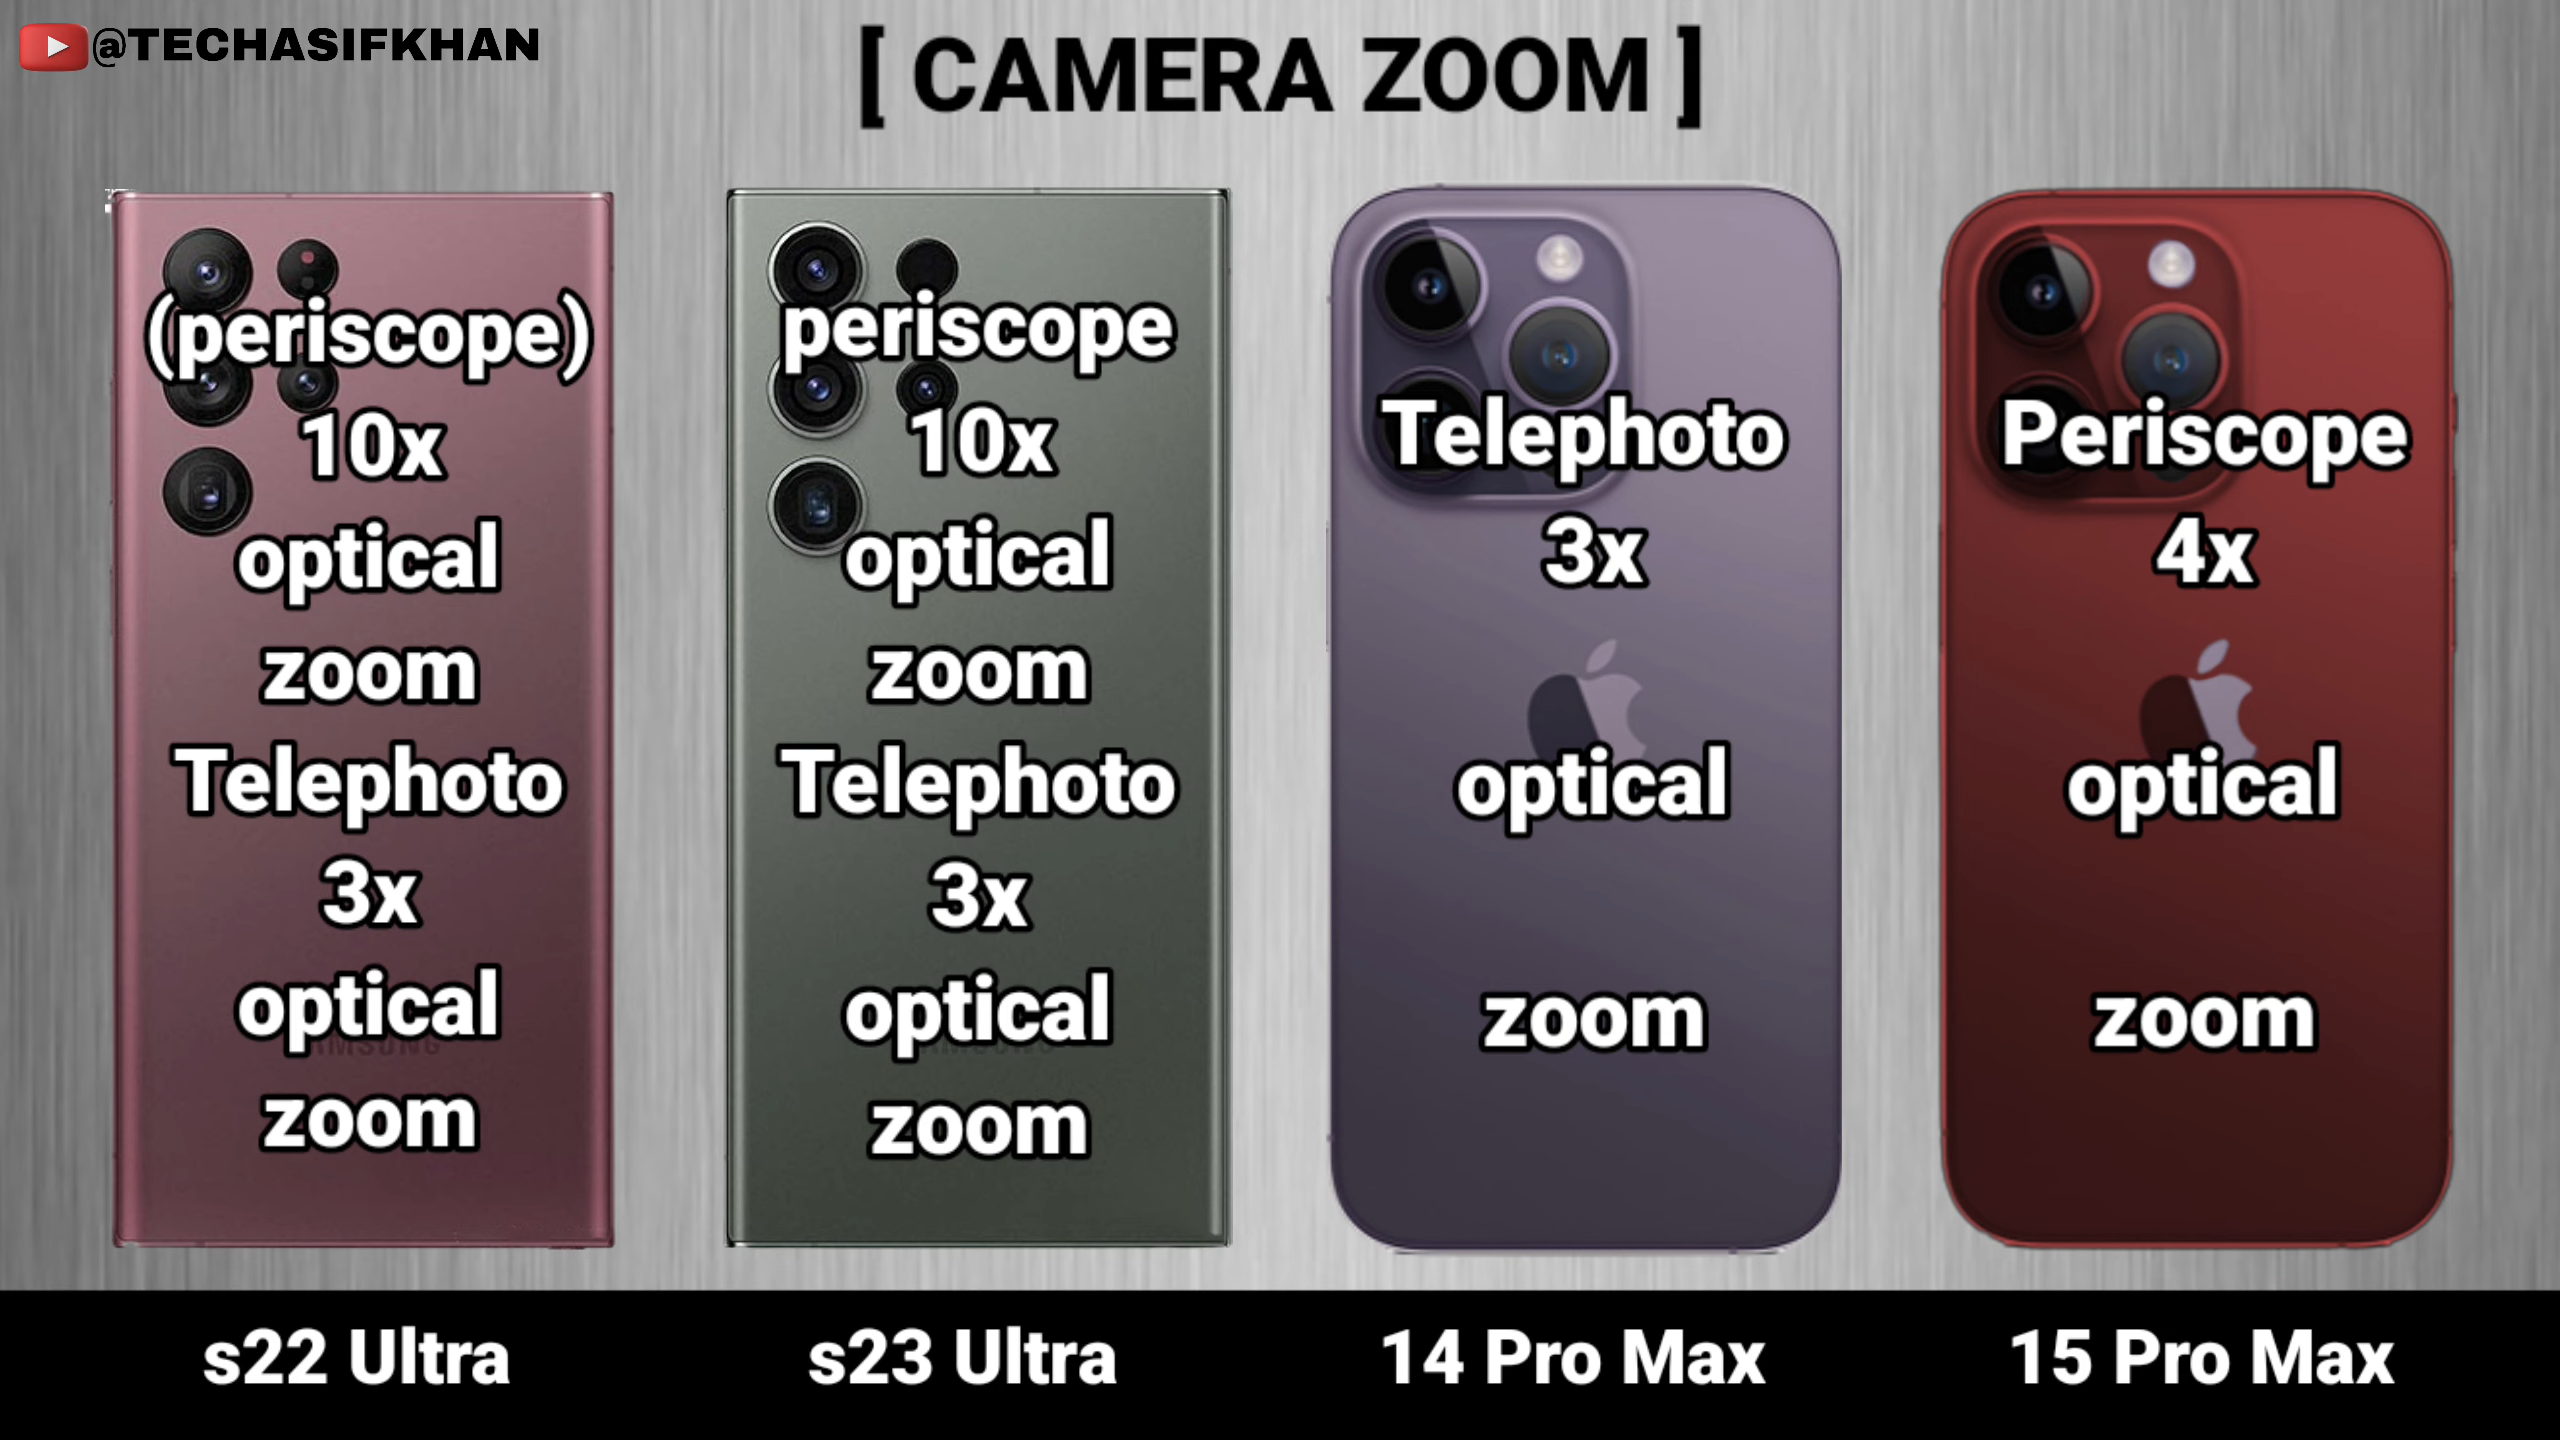 @TECHASIFKHAN
[ CAMERA ZOOM ]
(periscope)
10x
optical
zoom
Telephoto
3x
optical
zoom
periscope
10x
optical
zoom
Telephoto
3x
optical
zoom
Telephoto
3x
optical
zoom
Periscope
4x
optical
zoom
s22 Ultra
s23 Ultra
14 Pro Max
15 Pro Max